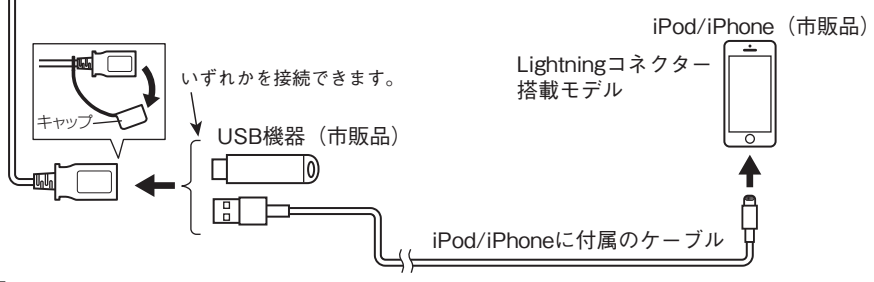 iPod/iPhone（市販品）
Lightningコネクター
搭載モデル
いずれかを接続できます。
キャップ
USB機器（市販品）
iPod/iPhoneに付属のケーブル